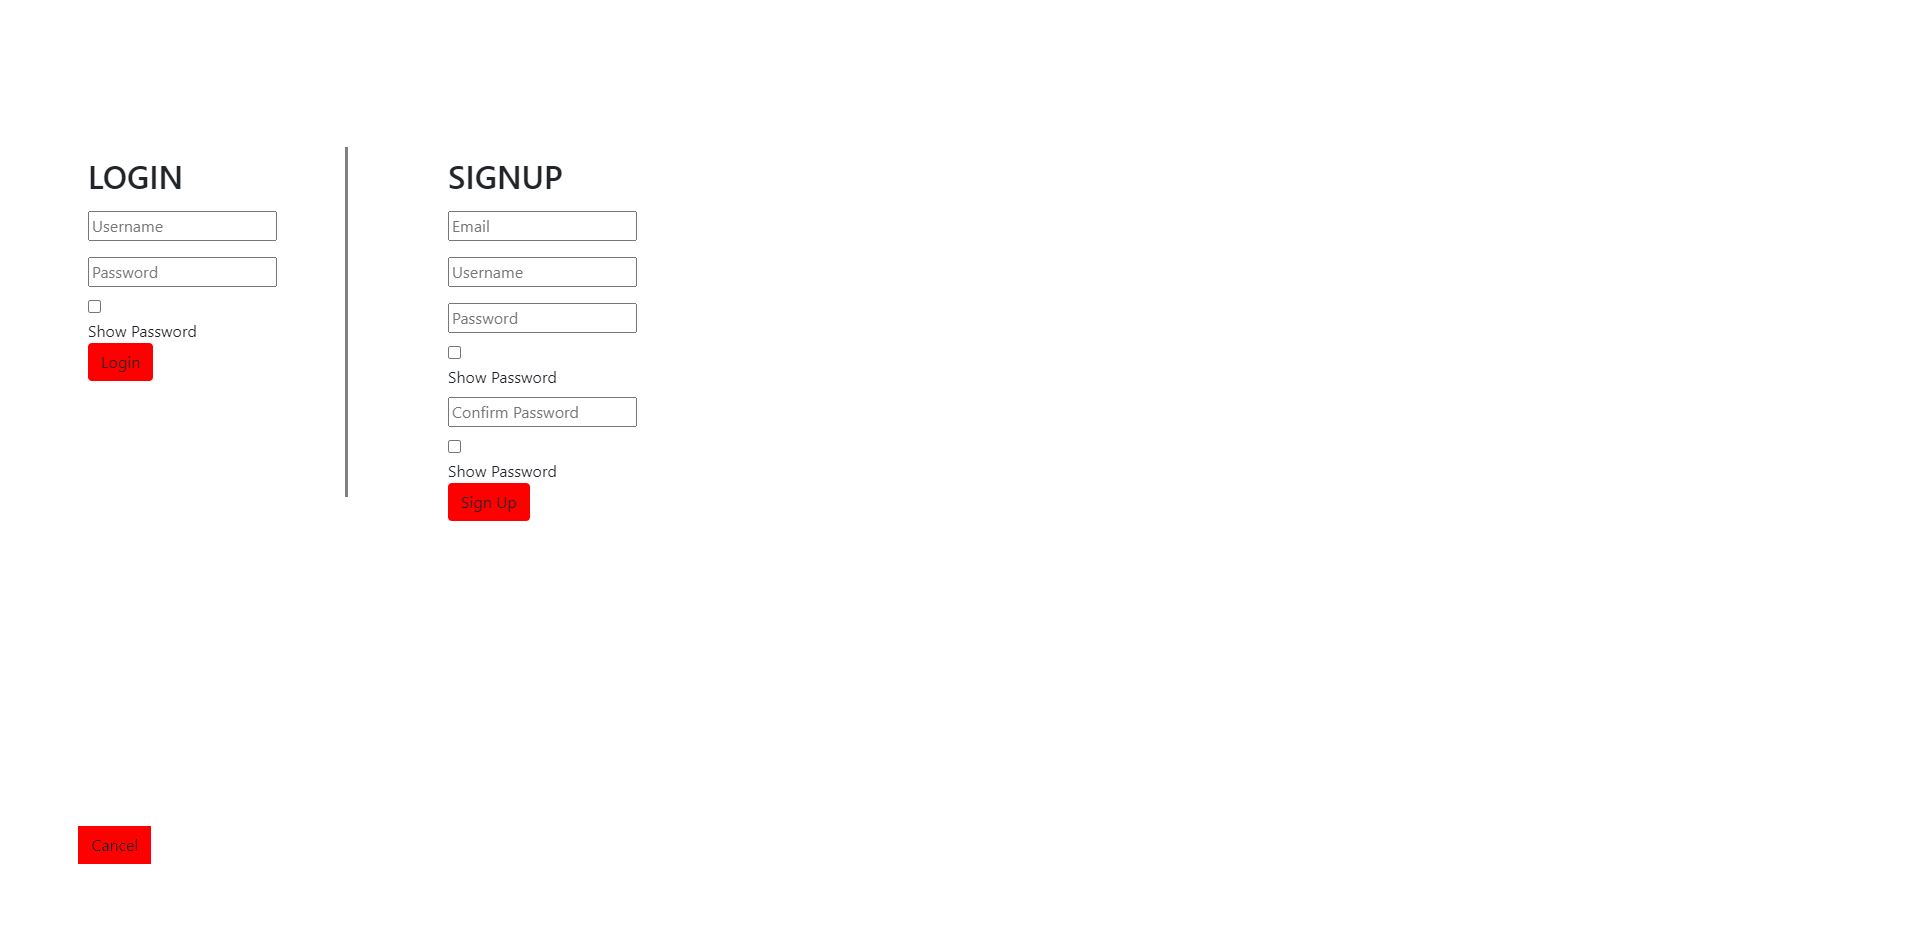 LOGIN
Username
Password
Show Password
Login
SIGNUP
Email
Username
Password
Show Password
Confirm Password
Show Password
Sign Up
Cancel